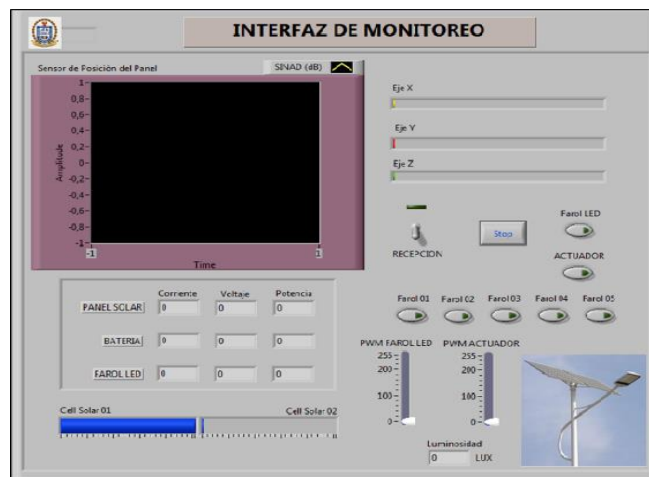 INTERFAZ DE MONITOREO
Sensor de Posición del Panel
SINAD (dB)
1
0,8
0,6
0,4
0,2
0
-0,2
-0,4
-0,6
-0,8
-1
Amplitude
-1
1
Time
Eje X
Eje Y
Eje Z
RECEPCION
Stop
Farol LED
ACTUADOR
Corriente Voltaje Potencia
PANEL SOLAR 0 0 0
BATERIA 0 0 0
FAROL LED 0 0 0
Farol 01 Farol 02 Farol 03 Farol 04 Farol 05
PWM FAROL LED PWM ACTUADOR
255
200
100
0
255
200
100
0
Cell Solar 01 Cell Solar 02
Luminosidad
0 LUX